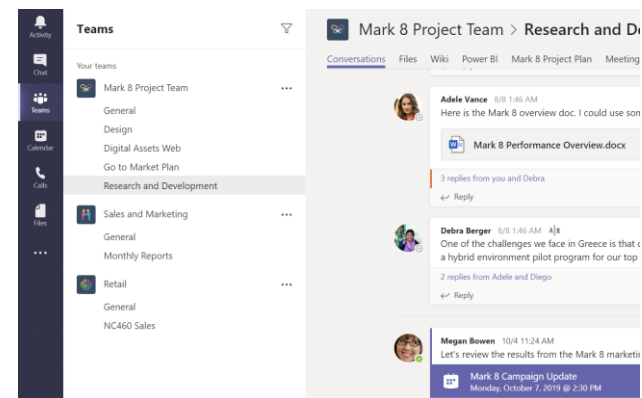 Activity
Chat
Teams
Calendar
Calls
Files
Teams
Your teams
Mark 8 Project Team
General
Design
Digital Assets Web
Go to Market Plan
Research and Development
Sales and Marketing
General
Monthly Reports
Retail
General
NC460 Sales
Mark 8 Project Team > Research and De
Conversations Files Wiki Power BI Mark 8 Project Plan Meeting
Adele Vance 8/8 1:46 AM
Here is the Mark 8 overview doc. I could use som
Mark 8 Performance Overview.docx
3 replies from you and Debra
Reply
Debra Berger 8/8 1:46 AM
One of the challenges we face in Greece is that
a hybrid environment pilot program for our top
2 replies from Adele and Diego
Reply
Megan Bowen 10/4 11:24 AM
Let's review the results from the Mark 8 marketin
Mark 8 Campaign Update
Monday, October 7, 2019 @ 2:30 PM